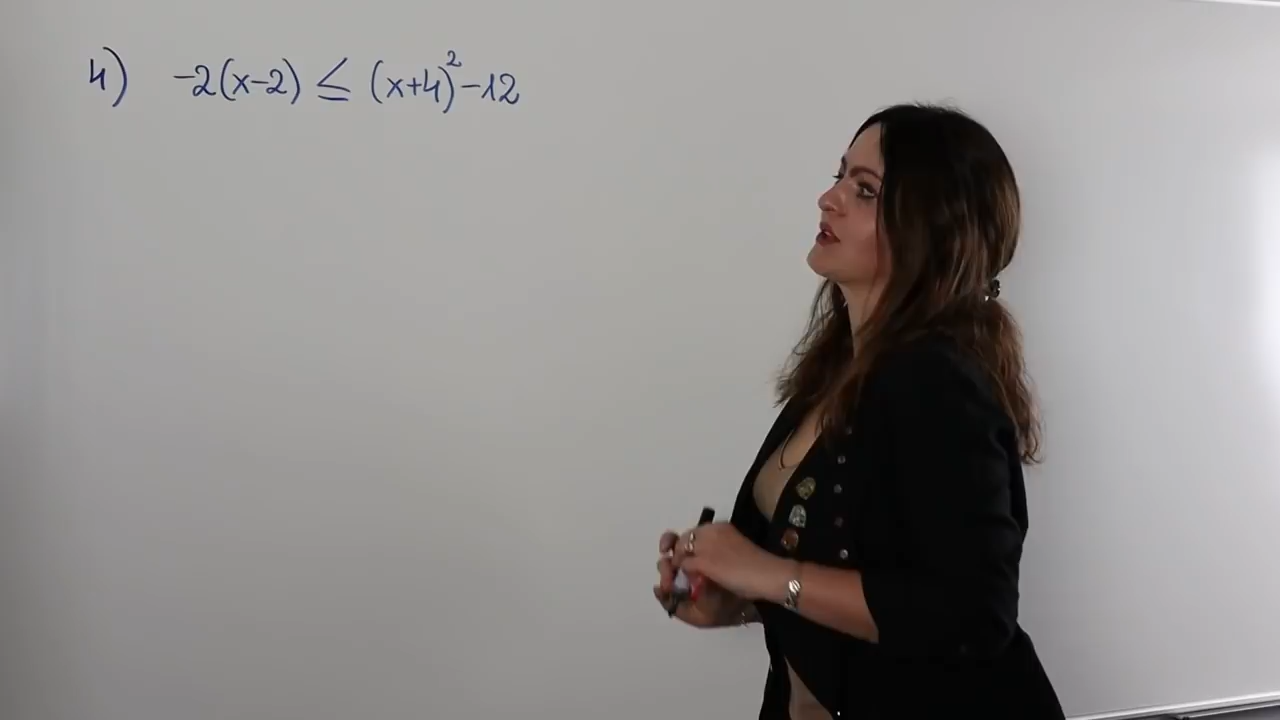 4) -2(x-2) ≤ (x+4)²-12